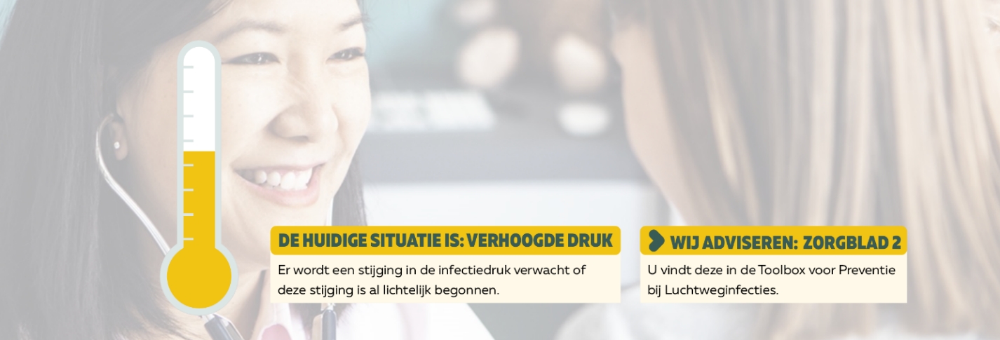 DE HUIDIGE SITUATIE IS: VERHOOGDE DRUK
Er wordt een stijging in de infectiedruk verwacht of
deze stijging is al lichtelijk begonnen.
WIJ ADVISEREN: ZORGBLAD 2
U vindt deze in de Toolbox voor Preventie
bij Luchtweginfecties.